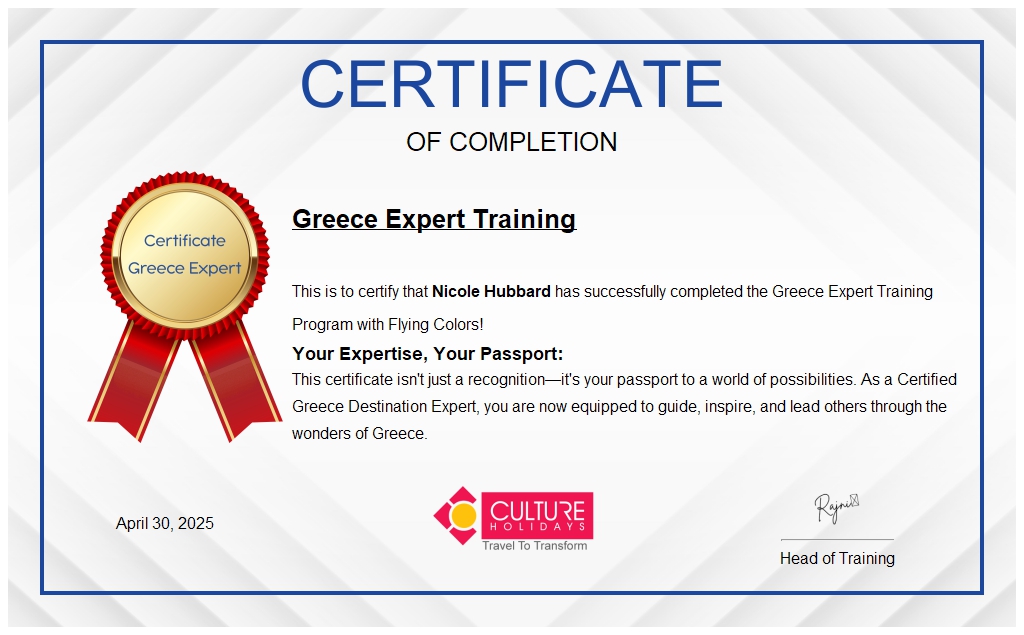 CERTIFICATE
OF COMPLETION
Greece Expert Training
Certificate
Greece Expert
This is to certify that Nicole Hubbard has successfully completed the Greece Expert Training
Program with Flying Colors!
Your Expertise, Your Passport:
This certificate isn't just a recognition—it's your passport to a world of possibilities. As a Certified
Greece Destination Expert, you are now equipped to guide, inspire, and lead others through the
wonders of Greece.
April 30, 2025
CULTURE
HOLIDAYS
Travel To Transform
Rajni
Head of Training